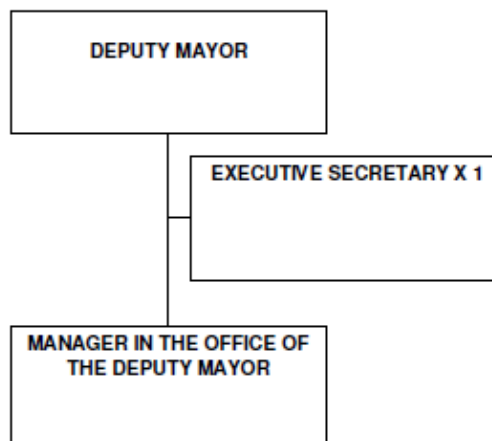 DEPUTY MAYOR
EXECUTIVE SECRETARY X 1
MANAGER IN THE OFFICE OF
THE DEPUTY MAYOR